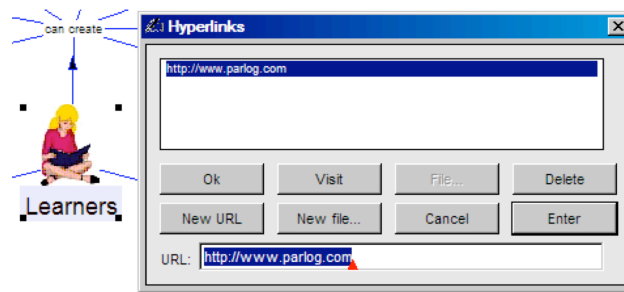 can create
Learners
Hyperlinks
http://www.parlog.com
Ok Visit File... Delete
New URL New file... Cancel Enter
URL: http://www.parlog.com